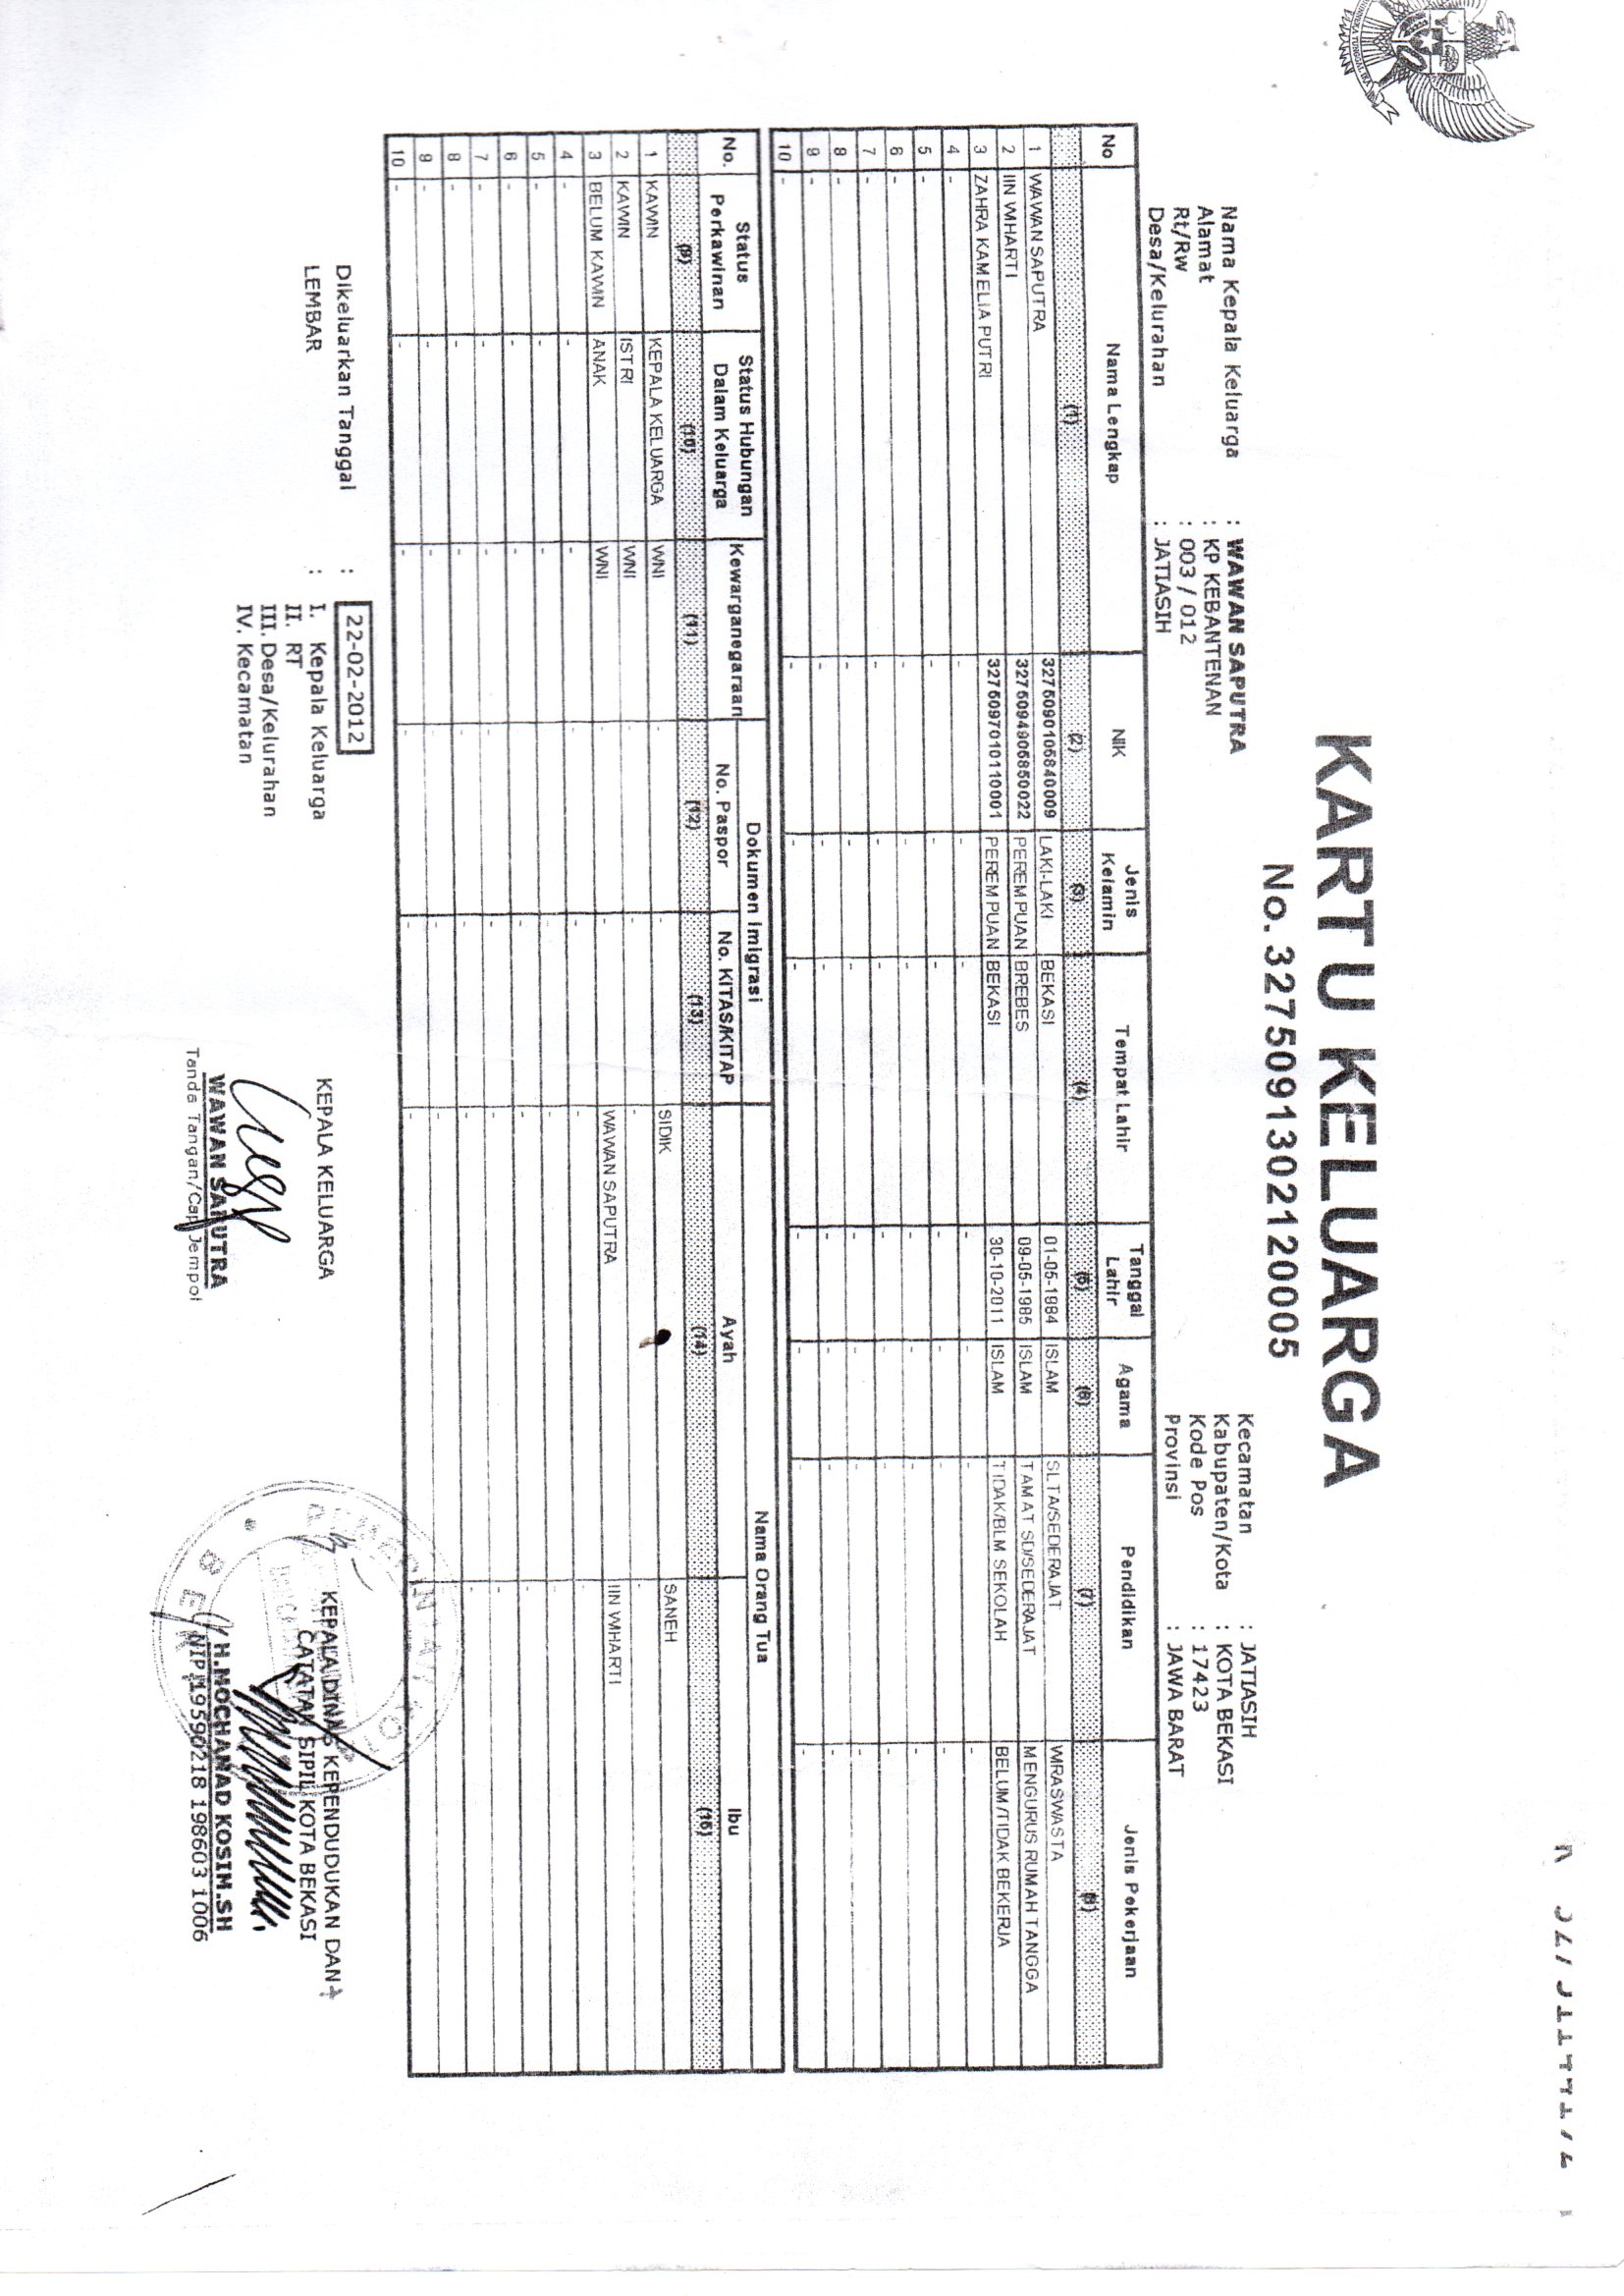 BHINNEKA TUNGGAL IKA
KARTU KELUARGA
No. 3275091302120005
Nama Kepala Keluarga : WAWAN SAPUTRA
Alamat : KP KEBANTENAN
Rt/Rw : 003 / 012
Desa/Kelurahan : JATIASIH
Kecamatan : JATIASIH
Kabupaten/Kota : KOTA BEKASI
Kode Pos : 17423
Provinsi : JAWA BARAT
No Nama Lengkap NIK Jenis Kelamin Tempat Lahir Tanggal Lahir Agama Pendidikan Jenis Pekerjaan
(1) (2) (3) (4) (5) (6) (7) (8)
1 WAWAN SAPUTRA 3275090105840009 LAKI-LAKI BEKASI 01-05-1984 ISLAM SLTA/SEDERAJAT WIRASWASTA
2 IIN WIHARTI 3275094905850022 PEREMPUAN BREBES 09-05-1985 ISLAM TAMAT SD/SEDERAJAT MENGURUS RUMAH TANGGA
3 ZAHRA KAMELIA PUTRI 3275097010110001 PEREMPUAN BEKASI 30-10-2011 ISLAM TIDAK/BLM SEKOLAH BELUM/TIDAK BEKERJA
4 - - - - - - - -
5 - - - - - - - -
6 - - - - - - - -
7 - - - - - - - -
8 - - - - - - - -
9 - - - - - - - -
10 - - - - - - - -
No. Status Perkawinan Status Hubungan Dalam Keluarga Kewarganegaraan Dokumen Imigrasi Nama Orang Tua
No. Paspor No. KITAS/KITAP Ayah Ibu
(9) (10) (11) (12) (13) (14) (15)
1 KAWIN KEPALA KELUARGA WNI - - SIDIK SANEH
2 KAWIN ISTRI WNI - - - -
3 BELUM KAWIN ANAK WNI - - WAWAN SAPUTRA IIN WIHARTI
4 - - - - - - -
5 - - - - - - -
6 - - - - - - -
7 - - - - - - -
8 - - - - - - -
9 - - - - - - -
10 - - - - - - -
Dikeluarkan Tanggal : 22-02-2012
LEMBAR : I. Kepala Keluarga
II. RT
III. Desa/Kelurahan
IV. Kecamatan
KEPALA KELUARGA
WAWAN SAPUTRA
Tanda Tangan/Cap Jempol
PEMERINTAH KOTA
KEPALA DINAS KEPENDUDUKAN DAN
CATATAN SIPIL KOTA BEKASI
H.MOCHAMAD KOSIM.SH
NIP.19590218 198603 1006